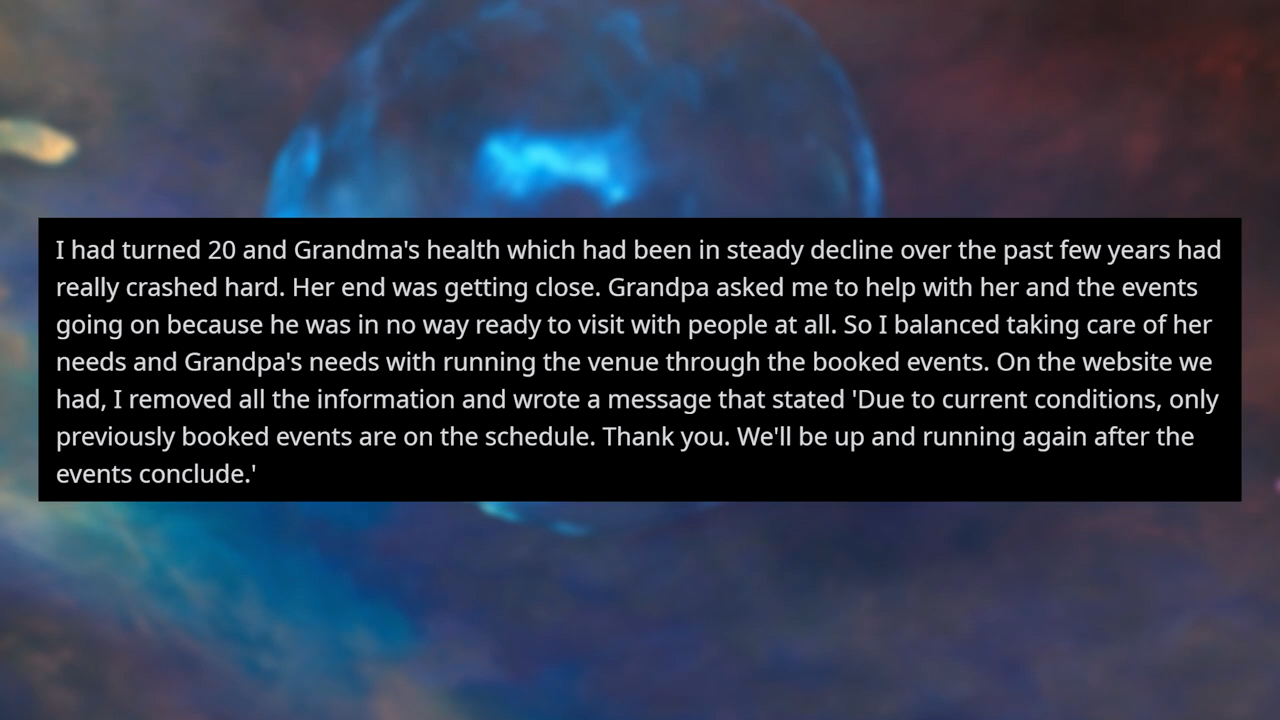 I had turned 20 and Grandma's health which had been in steady decline over the past few years had
really crashed hard. Her end was getting close. Grandpa asked me to help with her and the events
going on because he was in no way ready to visit with people at all. So I balanced taking care of her
needs and Grandpa's needs with running the venue through the booked events. On the website we
had, I removed all the information and wrote a message that stated 'Due to current conditions, only
previously booked events are on the schedule. Thank you. We'll be up and running again after the
events conclude.'